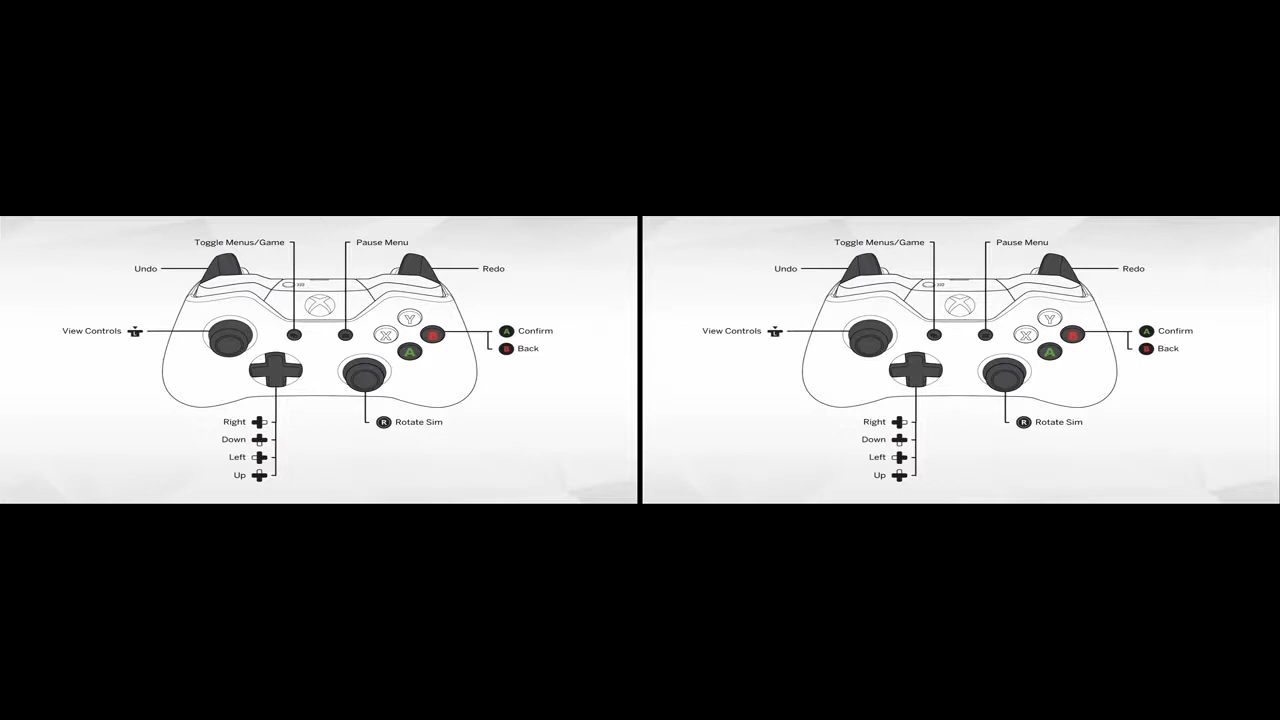 Toggle Menus/Game
Pause Menu
Undo
Redo
Y
View Controls L
X
B
A Confirm
A
B Back
Right
R Rotate Sim
Down
Left
Up
Toggle Menus/Game
Pause Menu
Undo
Redo
Y
View Controls L
X
B
A Confirm
A
B Back
Right
R Rotate Sim
Down
Left
Up